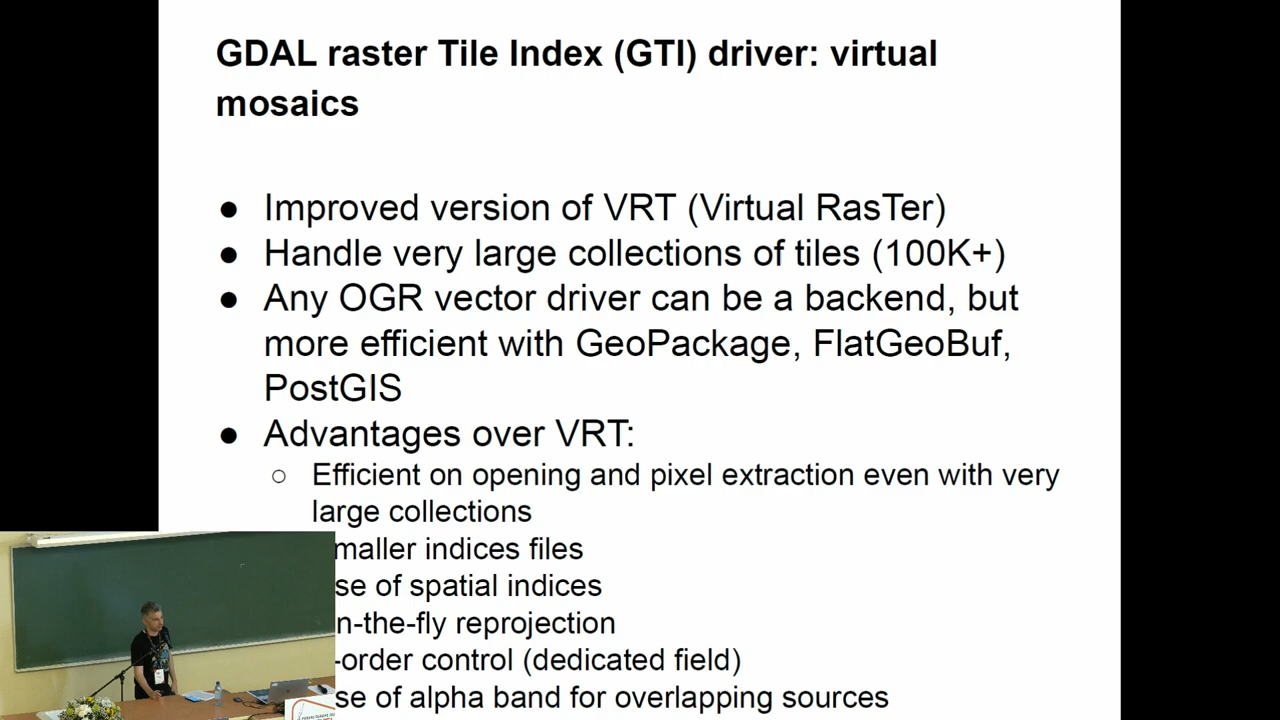 GDAL raster Tile Index (GTI) driver: virtual
mosaics
● Improved version of VRT (Virtual RasTer)
● Handle very large collections of tiles (100K+)
● Any OGR vector driver can be a backend, but
more efficient with GeoPackage, FlatGeoBuf,
PostGIS
● Advantages over VRT:
○ Efficient on opening and pixel extraction even with very
large collections
maller indices files
se of spatial indices
n-the-fly reprojection
-order control (dedicated field)
se of alpha band for overlapping sources